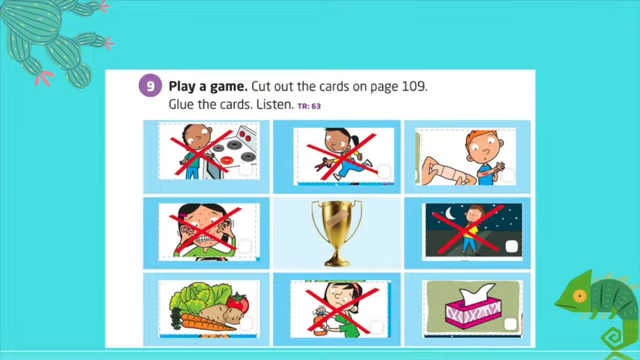 9 Play a game. Cut out the cards on page 109.
Glue the cards. Listen. TR: 63